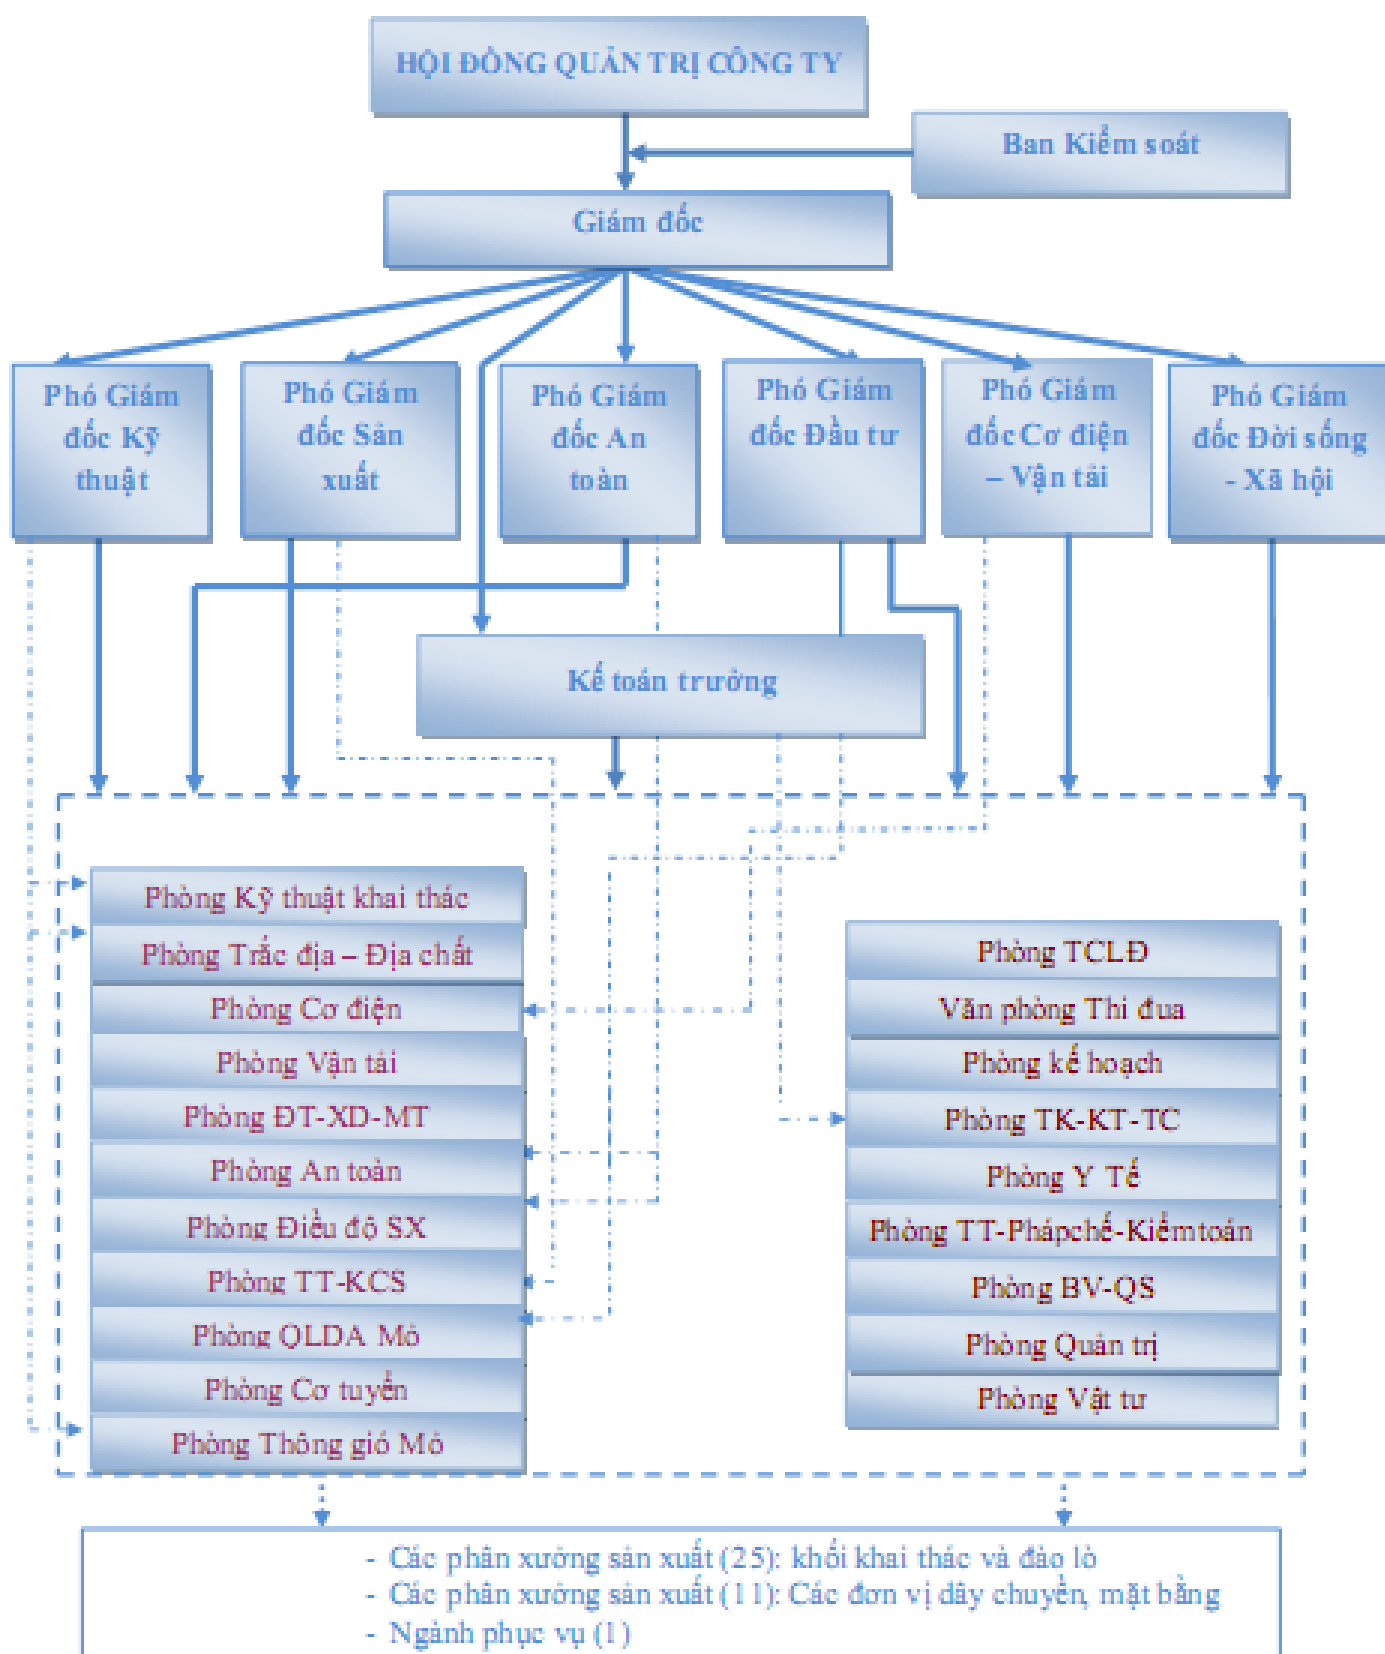 HỘI ĐỒNG QUẢN TRỊ CÔNG TY
Ban Kiểm soát
Giám đốc
Phó Giám
đốc Kỹ
thuật
Phó Giám
đốc Sản
xuất
Phó Giám
đốc An
toàn
Phó Giám
đốc Đầu tư
Phó Giám
đốc Cơ điện
– Vận tải
Phó Giám
đốc Đời sống
- Xã hội
Kế toán trưởng
Phòng Kỹ thuật khai thác
Phòng Trắc địa – Địa chất
Phòng Cơ điện
Phòng Vận tải
Phòng ĐT-XD-MT
Phòng An toàn
Phòng Điều độ SX
Phòng TT-KCS
Phòng QLDA Mỏ
Phòng Cơ tuyển
Phòng Thông gió Mỏ
Phòng TCLĐ
Văn phòng Thi đua
Phòng kế hoạch
Phòng TK-KT-TC
Phòng Y Tế
Phòng TT-Phápchế-Kiểmtoán
Phòng BV-QS
Phòng Quản trị
Phòng Vật tư
- Các phân xưởng sản xuất (25): khối khai thác và đào lò
- Các phân xưởng sản xuất (11): Các đơn vị dây chuyền, mặt bằng
- Ngành phục vụ (1)